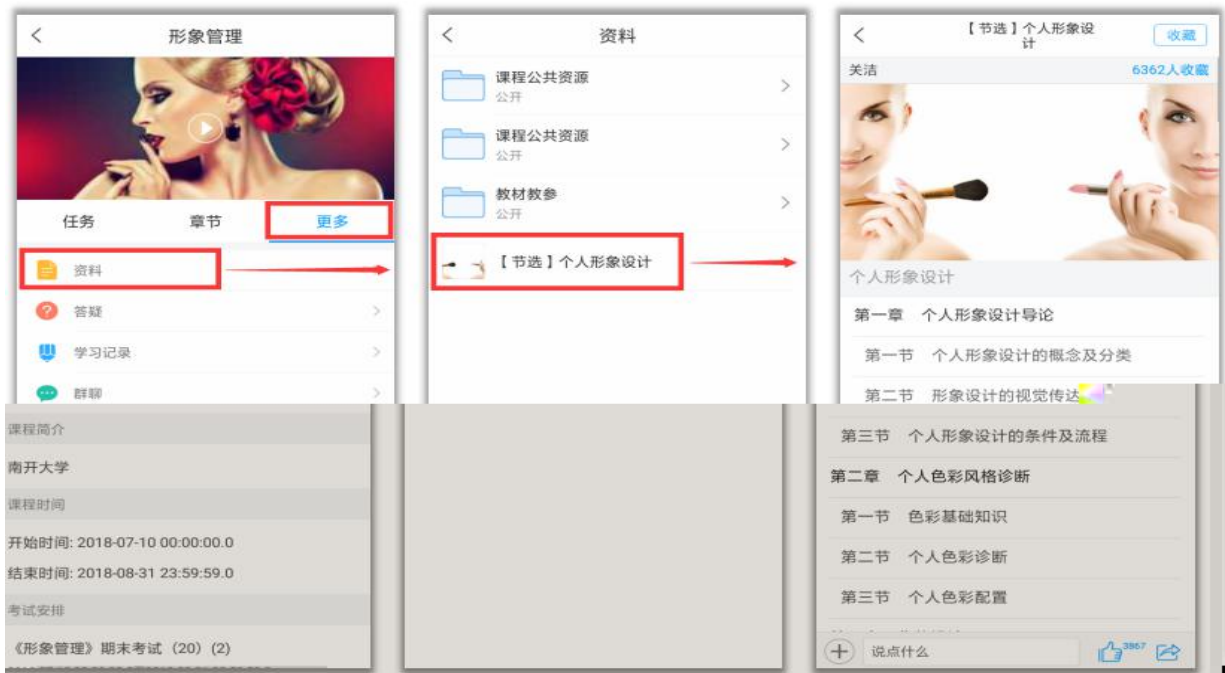 形象管理
任务
章节
更多
资料
答疑
学习记录
群聊
课程简介
南开大学
课程时间
开始时间: 2018-07-10 00:00:00.0
结束时间: 2018-08-31 23:59:59.0
考试安排
《形象管理》期末考试（20）(2)
资料
课程公共资源
公开
课程公共资源
公开
教材教参
公开
【节选】个人形象设计
【节选】个人形象设
计
收藏
关洁
6362人收藏
个人形象设计
第一章 个人形象设计导论
第一节 个人形象设计的概念及分类
第二节 形象设计的视觉传达
第三节 个人形象设计的条件及流程
第二章 个人色彩风格诊断
第一节 色彩基础知识
第二节 个人色彩诊断
第三节 个人色彩配置
说点什么
3967